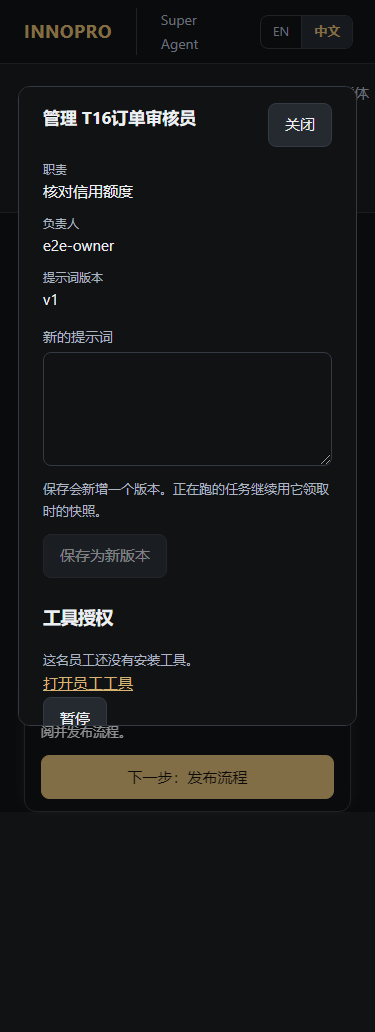 INNOPRO
Super
Agent
EN
中文
体
管理 T16订单审核员
关闭
职责
核对信用额度
负责人
e2e-owner
提示词版本
v1
新的提示词
保存会新增一个版本。正在跑的任务继续用它领取
时的快照。
保存为新版本
工具授权
这名员工还没有安装工具。
打开员工工具
暂停
阅并发布流程。
下一步：发布流程